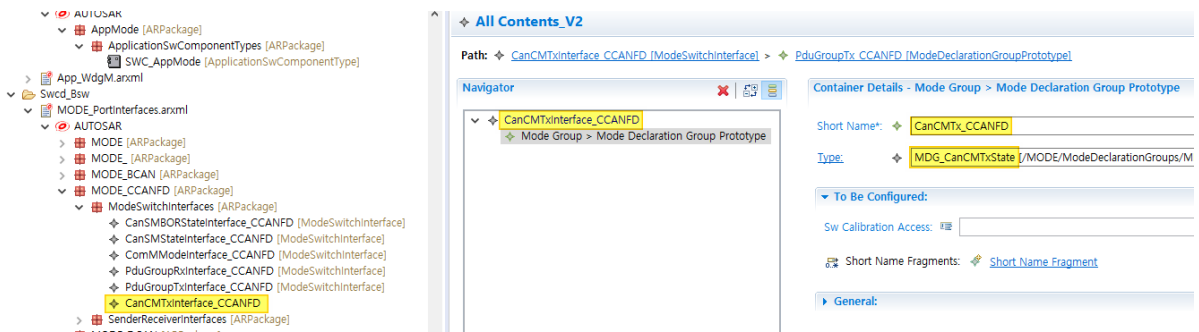 AUTOSAR
AppMode [ARPackage]
ApplicationSwComponentTypes [ARPackage]
SWC_AppMode [ApplicationSwComponentType]
App_WdgM.arxml
Swcd_Bsw
MODE_PortInterfaces.arxml
AUTOSAR
MODE [ARPackage]
MODE_ [ARPackage]
MODE_BCAN [ARPackage]
MODE_CCANFD [ARPackage]
ModeSwitchInterfaces [ARPackage]
CanSMBORStateInterface_CCANFD [ModeSwitchInterface]
CanSMStateInterface_CCANFD [ModeSwitchInterface]
ComMModeInterface_CCANFD [ModeSwitchInterface]
PduGroupRxInterface_CCANFD [ModeSwitchInterface]
PduGroupTxInterface_CCANFD [ModeSwitchInterface]
CanCMTxInterface_CCANFD
SenderReceiverInterfaces [ARPackage]
All Contents_V2
Path: CanCMTxInterface_CCANFD [ModeSwitchInterface] > PduGroupTx_CCANFD [ModeDeclarationGroupPrototype]
Navigator
CanCMTxInterface_CCANFD
Mode Group > Mode Declaration Group Prototype
Container Details - Mode Group > Mode Declaration Group Prototype
Short Name*: CanCMTx_CCANFD
Type: MDG_CanCMTxState [/MODE/ModeDeclarationGroups/M
To Be Configured:
Sw Calibration Access:
Short Name Fragments: Short Name Fragment
General: